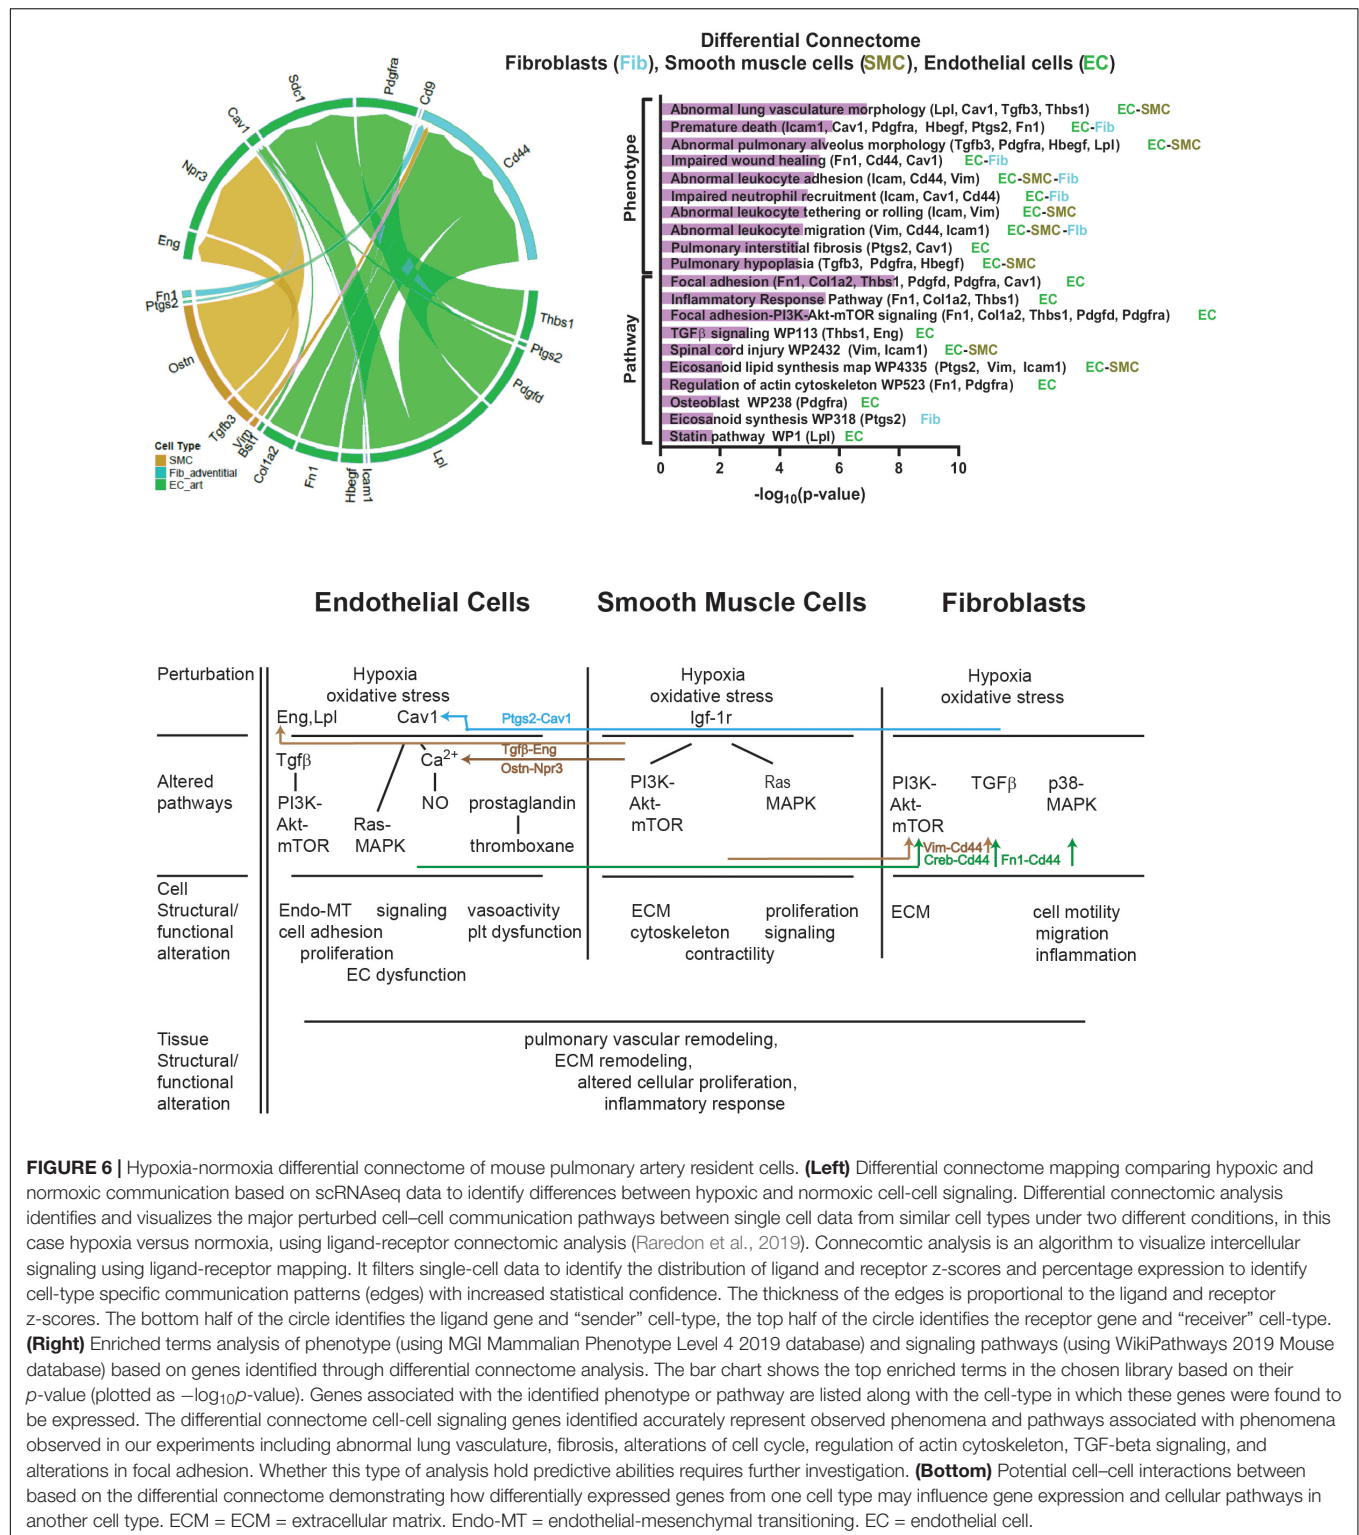 Differential Connectome
Fibroblasts (Fib), Smooth muscle cells (SMC), Endothelial cells (EC)
Cav1
Sdc1
Pdgfra
Cd9
Cd44
Npr3
Eng
Fn1
Ptgs2
Ostn
Tgfb3
Vim
Bst1
Col1a2
Fn1
Hbegf
Icam1
Lpl
Pdgfd
Ptgs2
Thbs1
Cell Type
SMC
Fib_adventitial
EC_art
Phenotype
Abnormal lung vasculature morphology (Lpl, Cav1, Tgfb3, Thbs1) EC-SMC
Premature death (Icam1, Cav1, Pdgfra, Hbegf, Ptgs2, Fn1) EC-Fib
Abnormal pulmonary alveolus morphology (Tgfb3, Pdgfra, Hbegf, Lpl) EC-SMC
Impaired wound healing (Fn1, Cd44, Cav1) EC-Fib
Abnormal leukocyte adhesion (Icam, Cd44, Vim) EC-SMC-Fib
Impaired neutrophil recruitment (Icam, Cav1, Cd44) EC-Fib
Abnormal leukocyte tethering or rolling (Icam, Vim) EC-SMC
Abnormal leukocyte migration (Vim, Cd44, Icam1) EC-SMC-FIb
Pulmonary interstitial fibrosis (Ptgs2, Cav1) EC
Pulmonary hypoplasia (Tgfb3, Pdgfra, Hbegf) EC-SMC
Pathway
Focal adhesion (Fn1, Col1a2, Thbs1, Pdgfd, Pdgfra, Cav1) EC
Inflammatory Response Pathway (Fn1, Col1a2, Thbs1) EC
Focal adhesion-PI3K-Akt-mTOR signaling (Fn1, Col1a2, Thbs1, Pdgfd, Pdgfra) EC
TGFβ signaling WP113 (Thbs1, Eng) EC
Spinal cord injury WP2432 (Vim, Icam1) EC-SMC
Eicosanoid lipid synthesis map WP4335 (Ptgs2, Vim, Icam1) EC-SMC
Regulation of actin cytoskeleton WP523 (Fn1, Pdgfra) EC
Osteoblast WP238 (Pdgfra) EC
Eicosanoid synthesis WP318 (Ptgs2) Fib
Statin pathway WP1 (Lpl) EC
0 2 4 6 8 10
-log10(p-value)
Endothelial Cells Smooth Muscle Cells Fibroblasts
Perturbation
Hypoxia
oxidative stress
Eng,Lpl Cav1
Hypoxia
oxidative stress
Igf-1r
Hypoxia
oxidative stress
Ptgs2-Cav1
Tgfβ-Eng
Ostn-Npr3
Altered
pathways
Tgfβ
PI3K-
Akt-
mTOR
Ras-
MAPK
Ca2+
NO
prostaglandin
thromboxane
PI3K-
Akt-
mTOR
Ras
MAPK
PI3K-
Akt-
mTOR
TGFβ
p38-
MAPK
Vim-Cd44
Creb-Cd44
Fn1-Cd44
Cell
Structural/
functional
alteration
Endo-MT signaling vasoactivity
cell adhesion plt dysfunction
proliferation
EC dysfunction
ECM proliferation
cytoskeleton signaling
contractility
ECM cell motility
migration
inflammation
Tissue
Structural/
functional
alteration
pulmonary vascular remodeling,
ECM remodeling,
altered cellular proliferation,
inflammatory response
FIGURE 6 | Hypoxia-normoxia differential connectome of mouse pulmonary artery resident cells. (Left) Differential connectome mapping comparing hypoxic and
normoxic communication based on scRNAseq data to identify differences between hypoxic and normoxic cell-cell signaling. Differential connectomic analysis
identifies and visualizes the major perturbed cell–cell communication pathways between single cell data from similar cell types under two different conditions, in this
case hypoxia versus normoxia, using ligand-receptor connectomic analysis (Raredon et al., 2019). Connecomtic analysis is an algorithm to visualize intercellular
signaling using ligand-receptor mapping. It filters single-cell data to identify the distribution of ligand and receptor z-scores and percentage expression to identify
cell-type specific communication patterns (edges) with increased statistical confidence. The thickness of the edges is proportional to the ligand and receptor
z-scores. The bottom half of the circle identifies the ligand gene and “sender” cell-type, the top half of the circle identifies the receptor gene and “receiver” cell-type.
(Right) Enriched terms analysis of phenotype (using MGI Mammalian Phenotype Level 4 2019 database) and signaling pathways (using WikiPathways 2019 Mouse
database) based on genes identified through differential connectome analysis. The bar chart shows the top enriched terms in the chosen library based on their
p-value (plotted as −log10p-value). Genes associated with the identified phenotype or pathway are listed along with the cell-type in which these genes were found to
be expressed. The differential connectome cell-cell signaling genes identified accurately represent observed phenomena and pathways associated with phenomena
observed in our experiments including abnormal lung vasculature, fibrosis, alterations of cell cycle, regulation of actin cytoskeleton, TGF-beta signaling, and
alterations in focal adhesion. Whether this type of analysis hold predictive abilities requires further investigation. (Bottom) Potential cell–cell interactions between
based on the differential connectome demonstrating how differentially expressed genes from one cell type may influence gene expression and cellular pathways in
another cell type. ECM = ECM = extracellular matrix. Endo-MT = endothelial-mesenchymal transitioning. EC = endothelial cell.